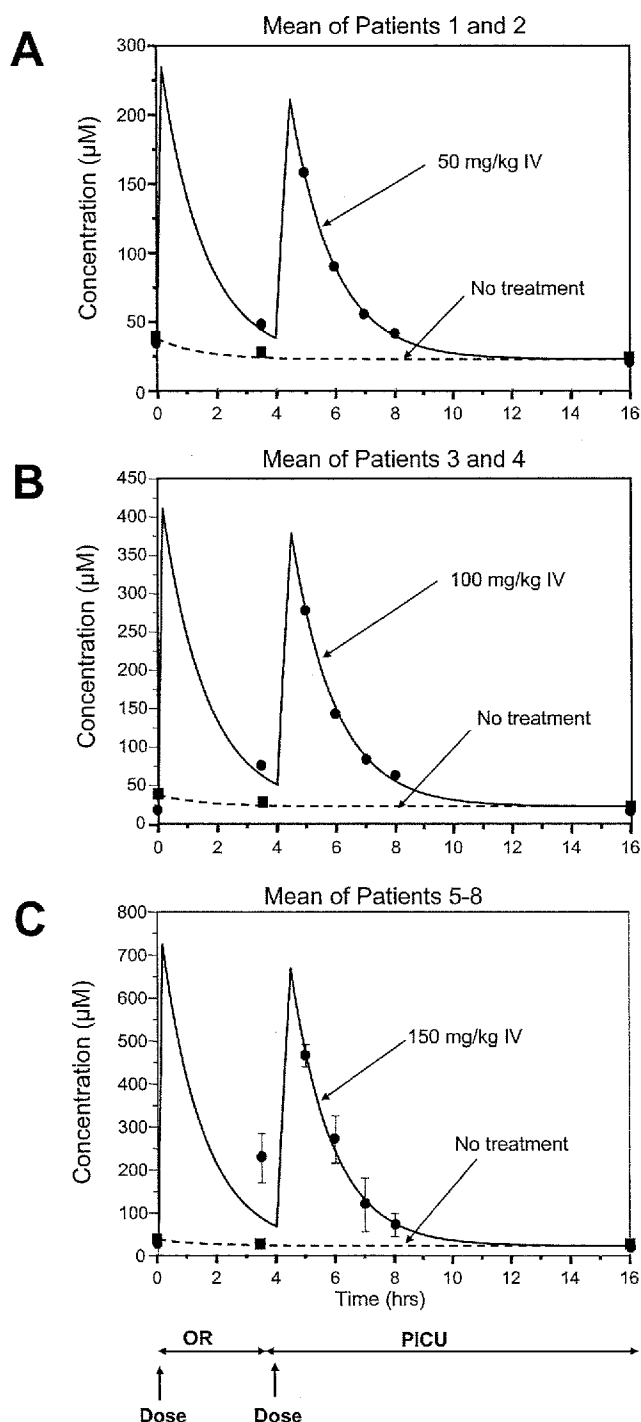 A
Mean of Patients 1 and 2
Concentration (µM)
300
200
150
100
50
0
50 mg/kg IV
No treatment
0 2 4 6 8 10 12 14 16
B
Mean of Patients 3 and 4
Concentration (µM)
450
400
350
300
250
200
150
100
50
0
100 mg/kg IV
No treatment
0 2 4 6 8 10 12 14 16
C
Mean of Patients 5-8
Concentration (µM)
800
700
600
500
400
300
200
100
0
150 mg/kg IV
No treatment
0 2 4 6 8 10 12 14 16
Time (hrs)
OR PICU
Dose Dose